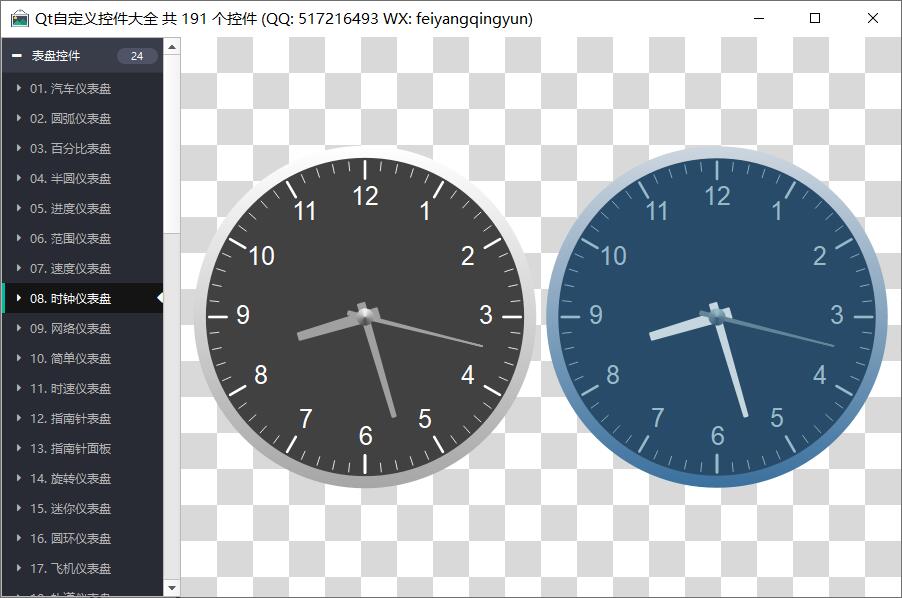 Qt自定义控件大全 共 191 个控件 (QQ: 517216493 WX: feiyangqingyun)
表盘控件 24
01. 汽车仪表盘
02. 圆弧仪表盘
03. 百分比表盘
04. 半圆仪表盘
05. 进度仪表盘
06. 范围仪表盘
07. 速度仪表盘
08. 时钟仪表盘
09. 网络仪表盘
10. 简单仪表盘
11. 时速仪表盘
12. 指南针表盘
13. 指南针面板
14. 旋转仪表盘
15. 迷你仪表盘
16. 圆环仪表盘
17. 飞机仪表盘
12
1
2
3
4
5
6
7
8
9
10
11
12
1
2
3
4
5
6
7
8
9
10
11